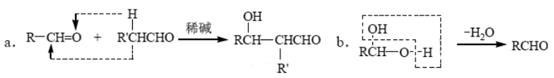 a. R—CH=O + R'CHCHO 稀碱 RCH—CHCHO b. RCH—O—H −H₂O RCHO
H OH R' OH